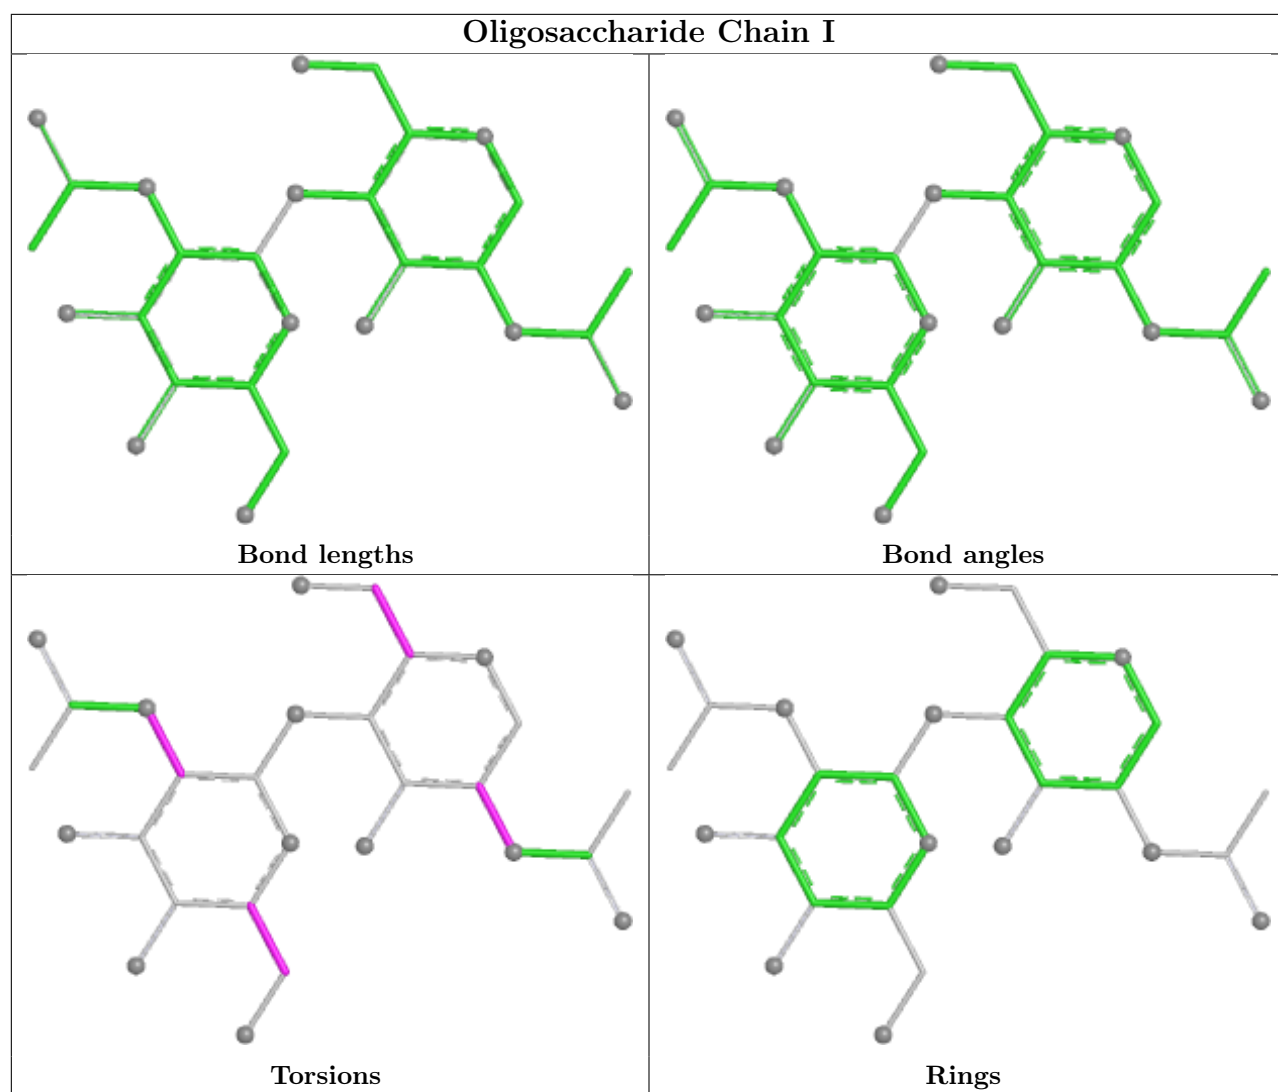 Oligosaccharide Chain I
Bond lengths
Bond angles
Torsions
Rings